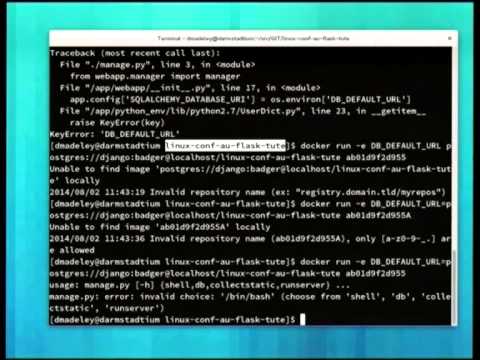 Terminal - dmadeley@darmstadtium:~/src/GIT/linux-conf-au-flask-tute
Traceback (most recent call last):
  File "./manage.py", line 3, in <module>
    from webapp.manager import manager
  File "/app/webapp/__init__.py", line 17, in <module>
    app.config['SQLALCHEMY_DATABASE_URI'] = os.environ['DB_DEFAULT_URL']
  File "/app/python_env/lib/python2.7/UserDict.py", line 23, in __getitem__
    raise KeyError(key)
KeyError: 'DB_DEFAULT_URL'
[dmadeley@darmstadtium linux-conf-au-flask-tute]$ docker run -e DB_DEFAULT_URL p
ostgres://django:badger@localhost/linux-conf-au-flask-tute ab01d9f2d955
Unable to find image 'postgres://django:badger@localhost/linux-conf-au-flask-tut
e' locally
2014/08/02 11:43:19 Invalid repository name (ex: "registry.domain.tld/myrepos")
[dmadeley@darmstadtium linux-conf-au-flask-tute]$ docker run -e DB_DEFAULT_URL=p
ostgres://django:badger@localhost/linux-conf-au-flask-tute ab01d9f2d955A
Unable to find image 'ab01d9f2d955A' locally
2014/08/02 11:43:36 Invalid repository name (ab01d9f2d955A), only [a-z0-9-_.] ar
e allowed
[dmadeley@darmstadtium linux-conf-au-flask-tute]$ docker run -e DB_DEFAULT_URL=p
ostgres://django:badger@localhost/linux-conf-au-flask-tute ab01d9f2d955
usage: manage.py [-h] {shell,db,collectstatic,runserver} ...
manage.py: error: invalid choice: '/bin/bash' (choose from 'shell', 'db', 'colle
ctstatic', 'runserver')
[dmadeley@darmstadtium linux-conf-au-flask-tute]$